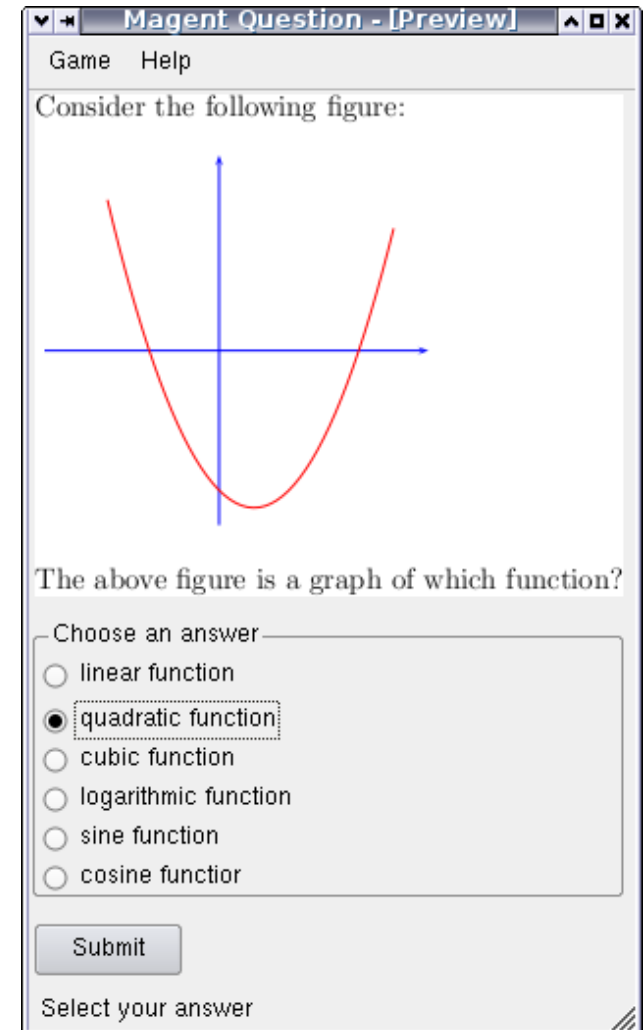 Magent Question - [Preview]
Game Help
Consider the following figure:
The above figure is a graph of which function?
Choose an answer
linear function
quadratic function
cubic function
logarithmic function
sine function
cosine functior
Submit
Select your answer